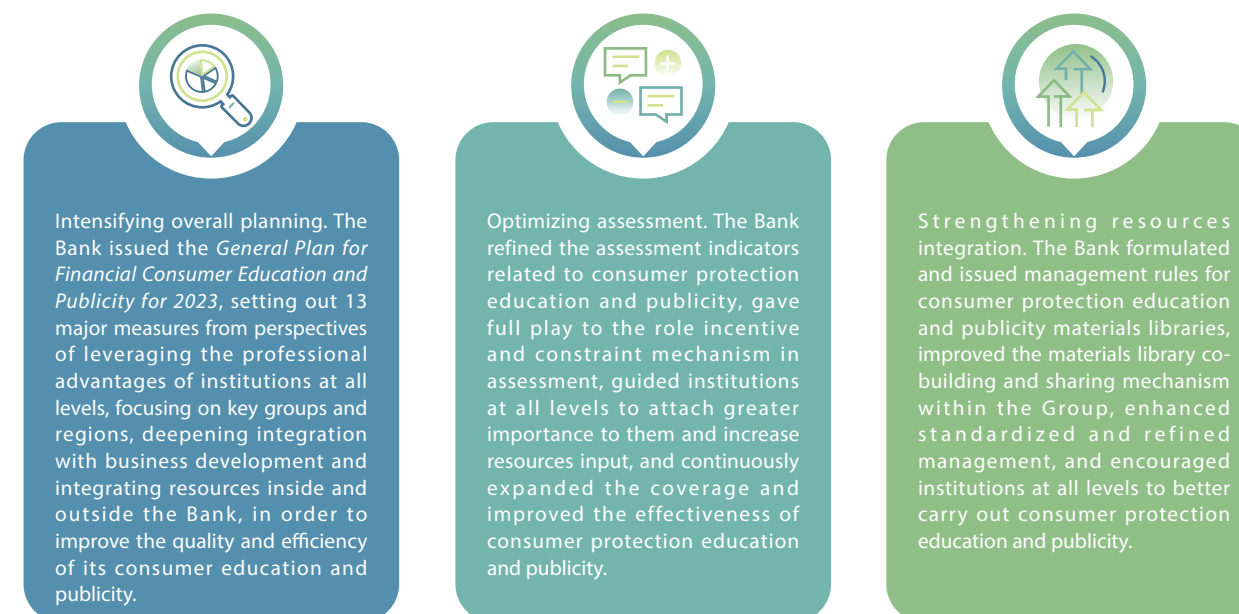 Intensifying overall planning. The
Bank issued the General Plan for
Financial Consumer Education and
Publicity for 2023, setting out 13
major measures from perspectives
of leveraging the professional
advantages of institutions at all
levels, focusing on key groups and
regions, deepening integration
with business development and
integrating resources inside and
outside the Bank, in order to
improve the quality and efficiency
of its consumer education and
publicity.
Optimizing assessment. The Bank
refined the assessment indicators
related to consumer protection
education and publicity, gave
full play to the role incentive
and constraint mechanism in
assessment, guided institutions
at all levels to attach greater
importance to them and increase
resources input, and continuously
expanded the coverage and
improved the effectiveness of
consumer protection education
and publicity.
Strengthening resources
integration. The Bank formulated
and issued management rules for
consumer protection education
and publicity materials libraries,
improved the materials library co-
building and sharing mechanism
within the Group, enhanced
standardized and refined
management, and encouraged
institutions at all levels to better
carry out consumer protection
education and publicity.